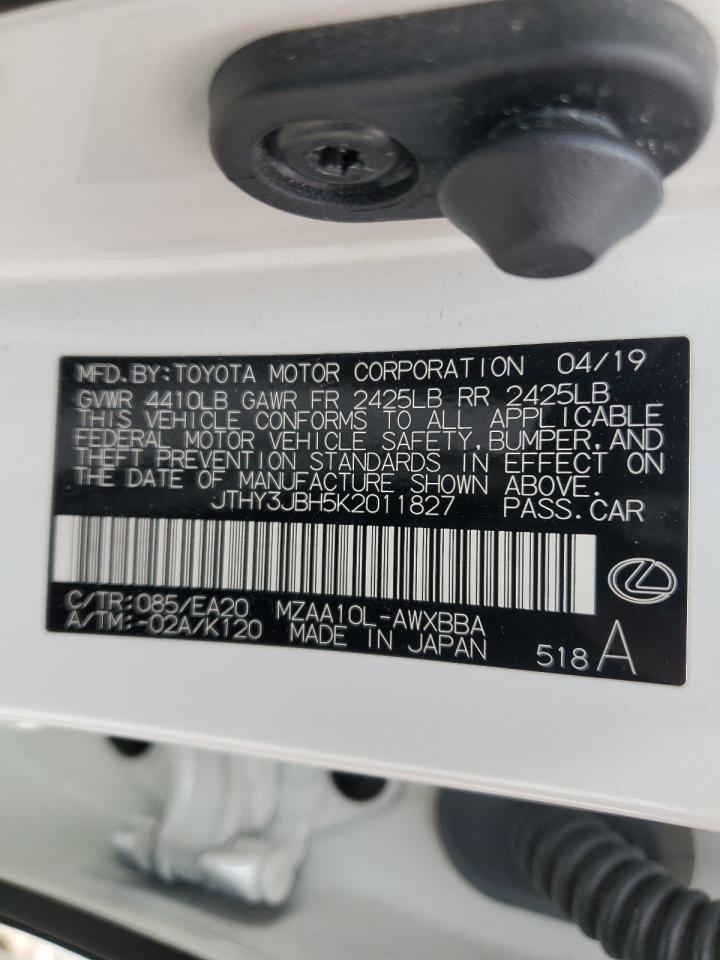 MFD.BY:TOYOTA MOTOR CORPORATION 04/19
GVWR 4410LB GAWR FR 2425LB RR 2425LB
THIS VEHICLE CONFORMS TO ALL APPLICABLE
FEDERAL MOTOR VEHICLE SAFETY,BUMPER,AND
THEFT PREVENTION STANDARDS IN EFFECT ON
THE DATE OF MANUFACTURE SHOWN ABOVE.
JTHY3JBH5K2011827 PASS.CAR
C/TR:085/EA20 MZAA10L-AWXBBA
A/TM:-02A/K120 MADE IN JAPAN
518A